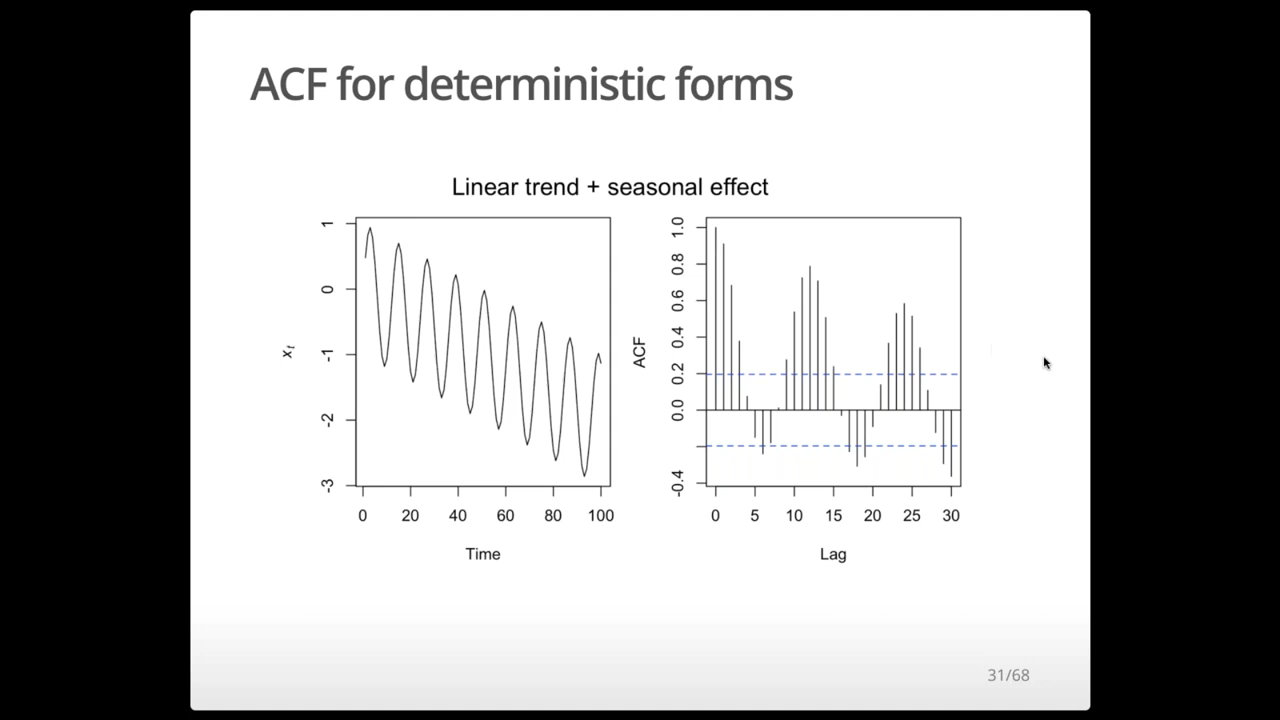 ACF for deterministic forms
Linear trend + seasonal effect
1
0
-1
-2
-3
xt
0 20 40 60 80 100
Time
1.0
0.8
0.6
0.4
0.2
0.0
-0.4
ACF
0 5 10 15 20 25 30
Lag
31/68